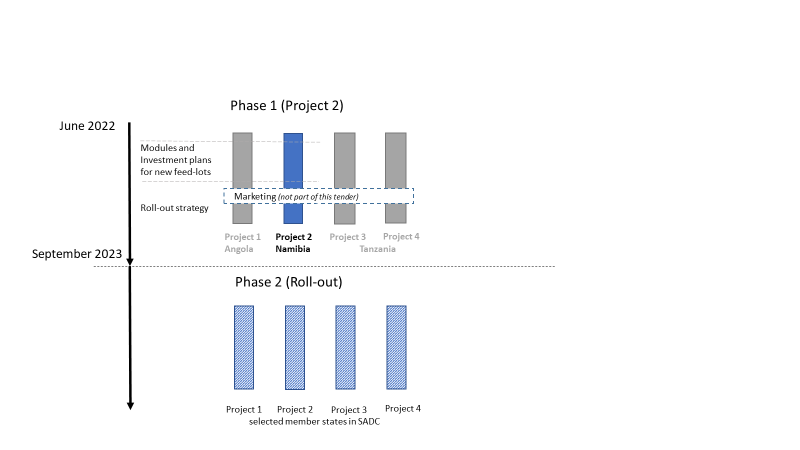 Phase 1 (Project 2)
June 2022
Modules and
Investment plans
for new feed-lots
Marketing (not part of this tender)
Roll-out strategy
Project 1 Project 2 Project 3 Project 4
Angola Namibia Tanzania
September 2023
Phase 2 (Roll-out)
Project 1 Project 2 Project 3 Project 4
selected member states in SADC